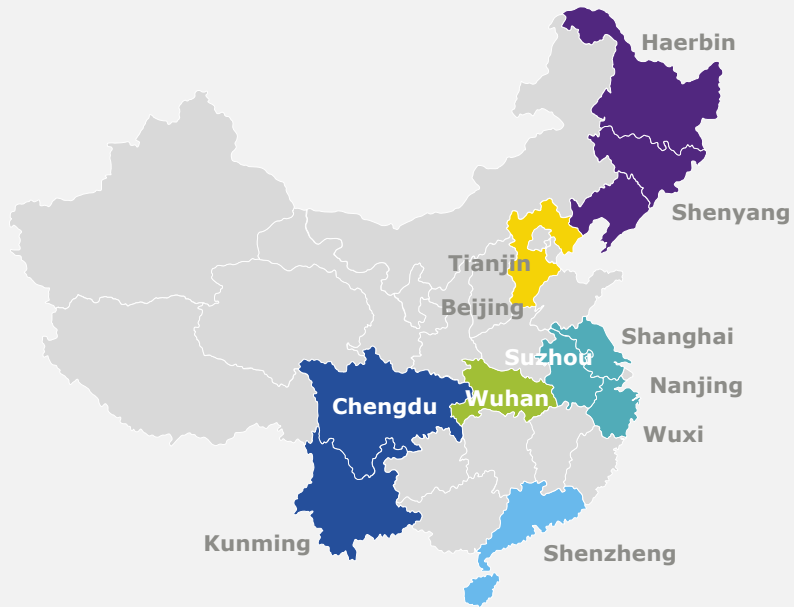 Haerbin
Shenyang
Tianjin
Beijing
Shanghai
Suzhou
Nanjing
Chengdu
Wuhan
Wuxi
Kunming
Shenzheng